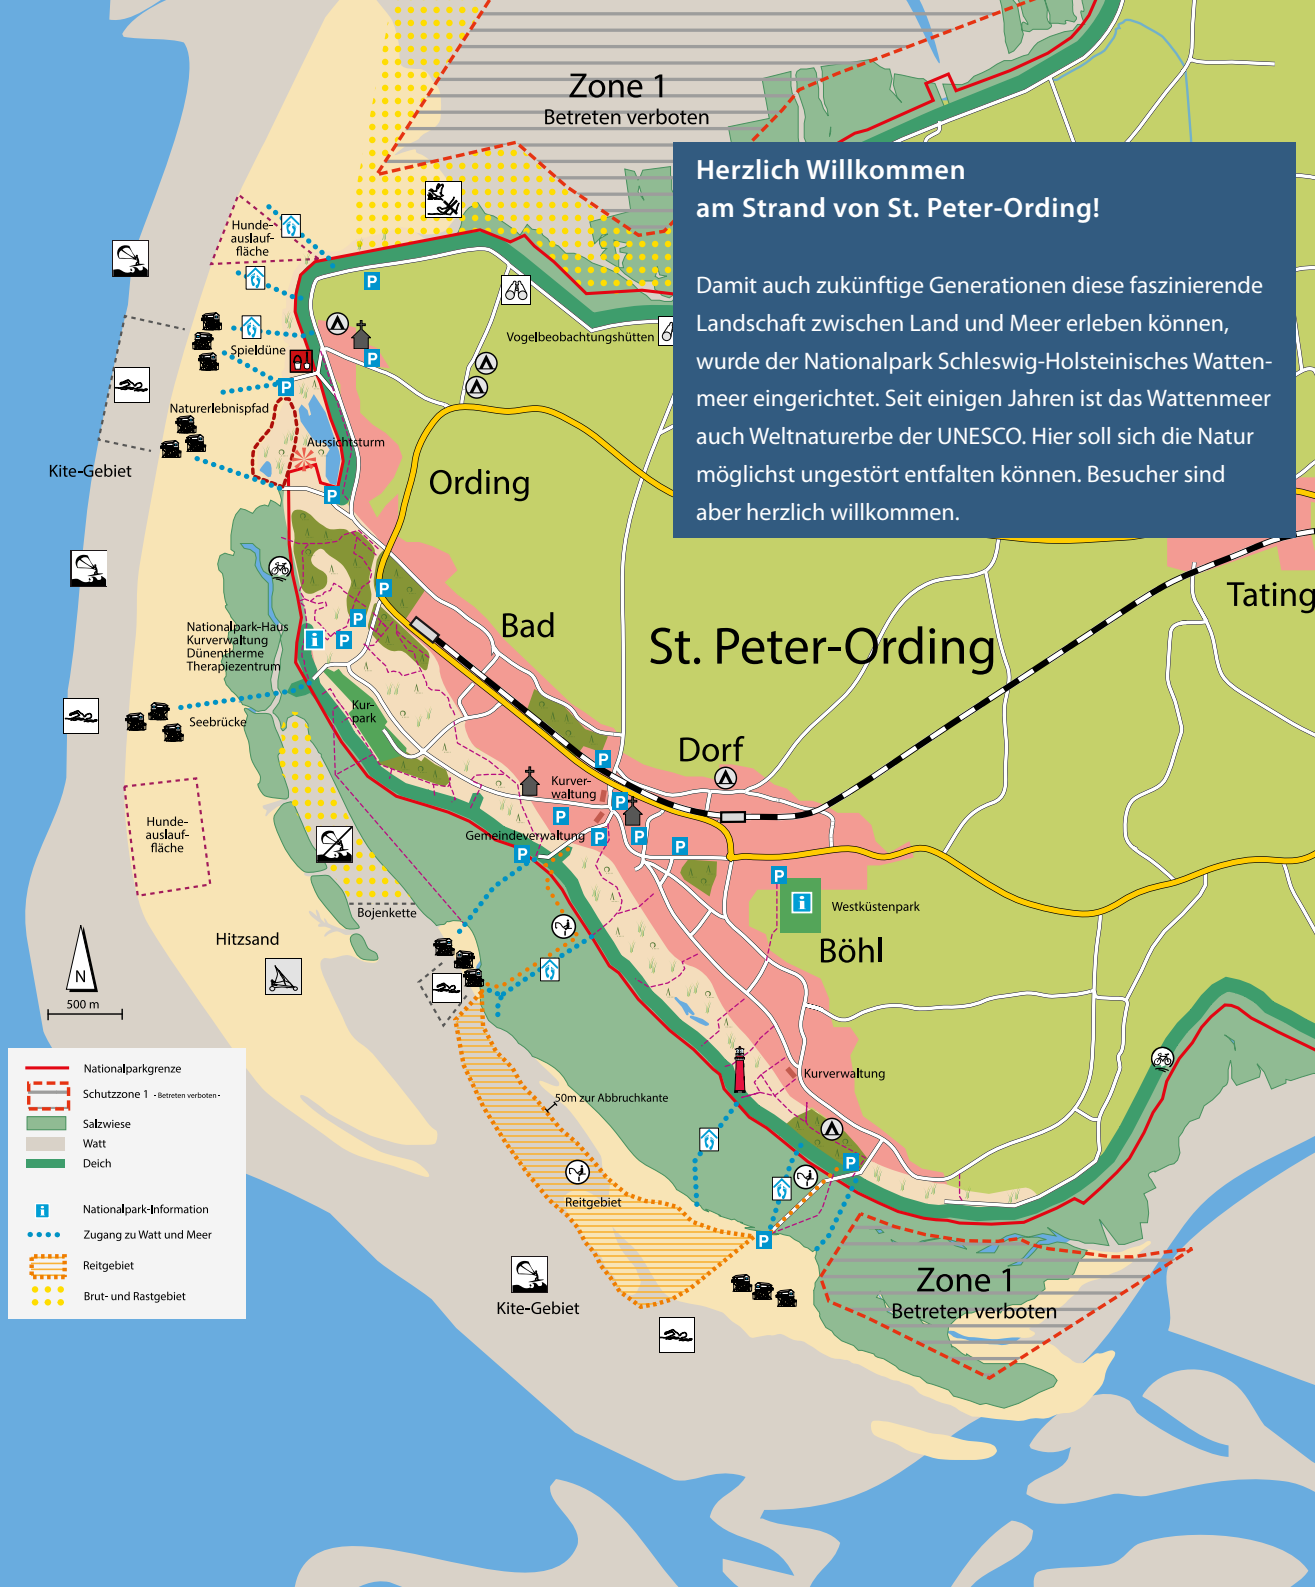 Zone 1
Betreten verboten
Herzlich Willkommen
am Strand von St. Peter-Ording!
Damit auch zukünftige Generationen diese faszinierende
Landschaft zwischen Land und Meer erleben können,
wurde der Nationalpark Schleswig-Holsteinisches Watten-
meer eingerichtet. Seit einigen Jahren ist das Wattenmeer
auch Weltnaturerbe der UNESCO. Hier soll sich die Natur
möglichst ungestört entfalten können. Besucher sind
aber herzlich willkommen.
Hunde-
auslauf-
fläche
P
Vogelbeobachtungshütten
Spieldüne
P
P
Naturerlebnispfad
Aussichtsturm
Kite-Gebiet
Ording
P
P
Tating
Bad
St. Peter-Ording
Nationalpark-Haus
Kurverwaltung
Dünentherme
Therapiezentrum
i
P
P
Seebrücke
Kur-
park
Dorf
P
Kurver-
waltung
P
P
Hunde-
auslauf-
fläche
Gemeindeverwaltung
P
P
P
P
P
i
Westküstenpark
Bojenkette
Hitzsand
Böhl
N
500 m
Kurverwaltung
50m zur Abbruchkante
P
Reitgebiet
P
Kite-Gebiet
Zone 1
Betreten verboten
Nationalparkgrenze
Schutzzone 1 - Betreten verboten -
Salzwiese
Watt
Deich
i Nationalpark-Information
Zugang zu Watt und Meer
Reitgebiet
Brut- und Rastgebiet